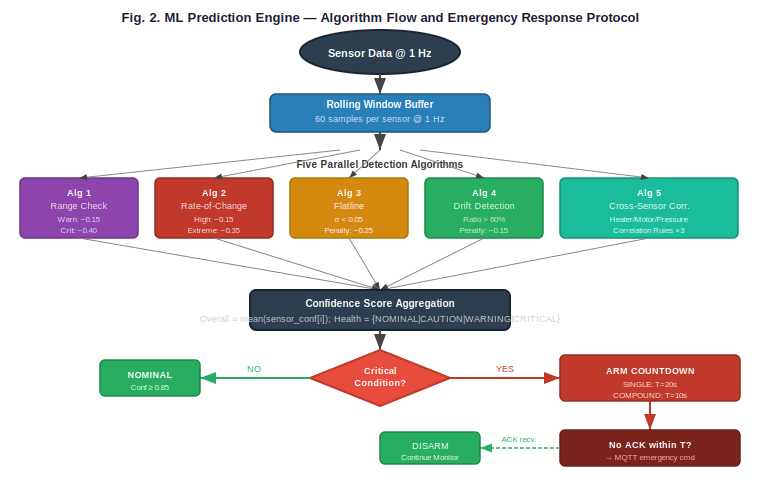 Fig. 2. ML Prediction Engine — Algorithm Flow and Emergency Response Protocol
Sensor Data @ 1 Hz
Rolling Window Buffer
60 samples per sensor @ 1 Hz
Five Parallel Detection Algorithms
Alg 1
Range Check
Warn: −0.15
Crit: −0.40
Alg 2
Rate-of-Change
High: −0.15
Extreme: −0.35
Alg 3
Flatline
σ < 0.05
Penalty: −0.25
Alg 4
Drift Detection
Ratio > 60%
Penalty: −0.15
Alg 5
Cross-Sensor Corr.
Heater/Motor/Pressure
Correlation Rules ×3
Confidence Score Aggregation
Overall = mean(sensor_conf[i]); Health = {NOMINAL|CAUTION|WARNING|CRITICAL}
Critical
Condition?
NO
YES
NOMINAL
Conf ≥ 0.85
ARM COUNTDOWN
SINGLE: T=20s
COMPOUND: T=10s
No ACK within T?
→ MQTT emergency cmd
ACK recv.
DISARM
Continue Monitor